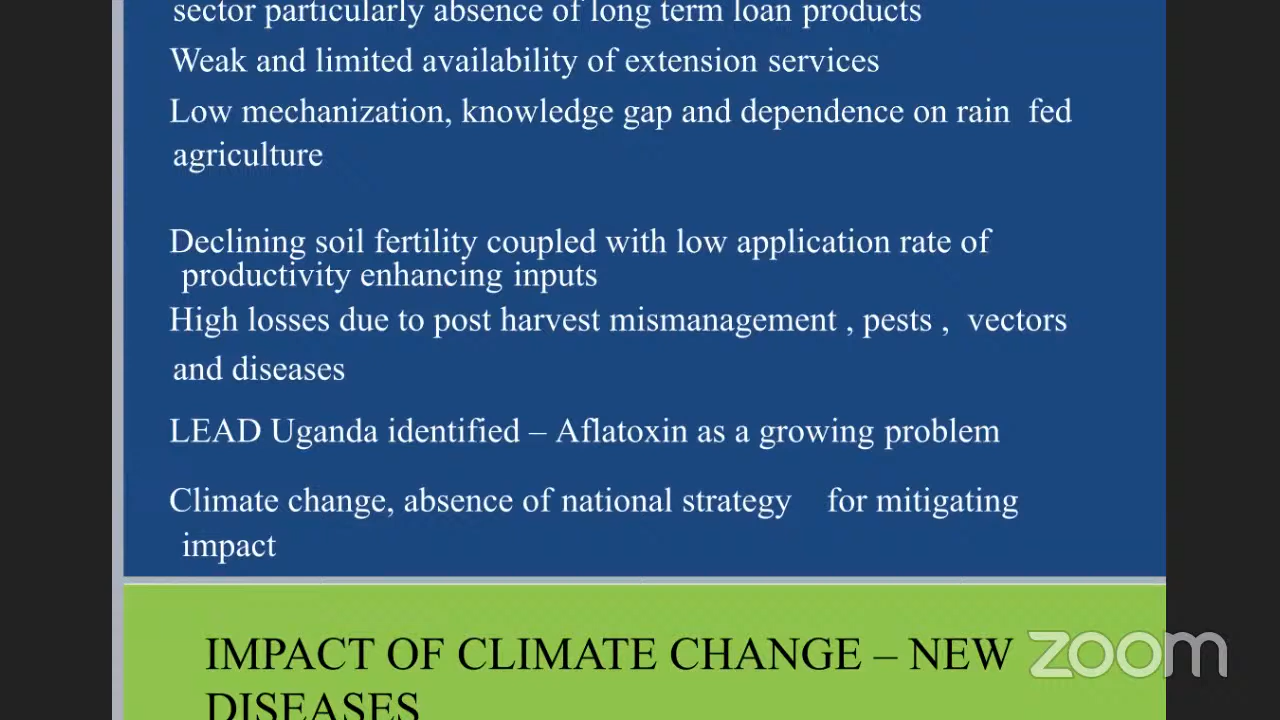 sector particularly absence of long term loan products
Weak and limited availability of extension services
Low mechanization, knowledge gap and dependence on rain  fed
agriculture
Declining soil fertility coupled with low application rate of
productivity enhancing inputs
High losses due to post harvest mismanagement , pests ,  vectors
and diseases
LEAD Uganda identified – Aflatoxin as a growing problem
Climate change, absence of national strategy    for mitigating
impact
IMPACT OF CLIMATE CHANGE – NEW
DISEASES
zoom